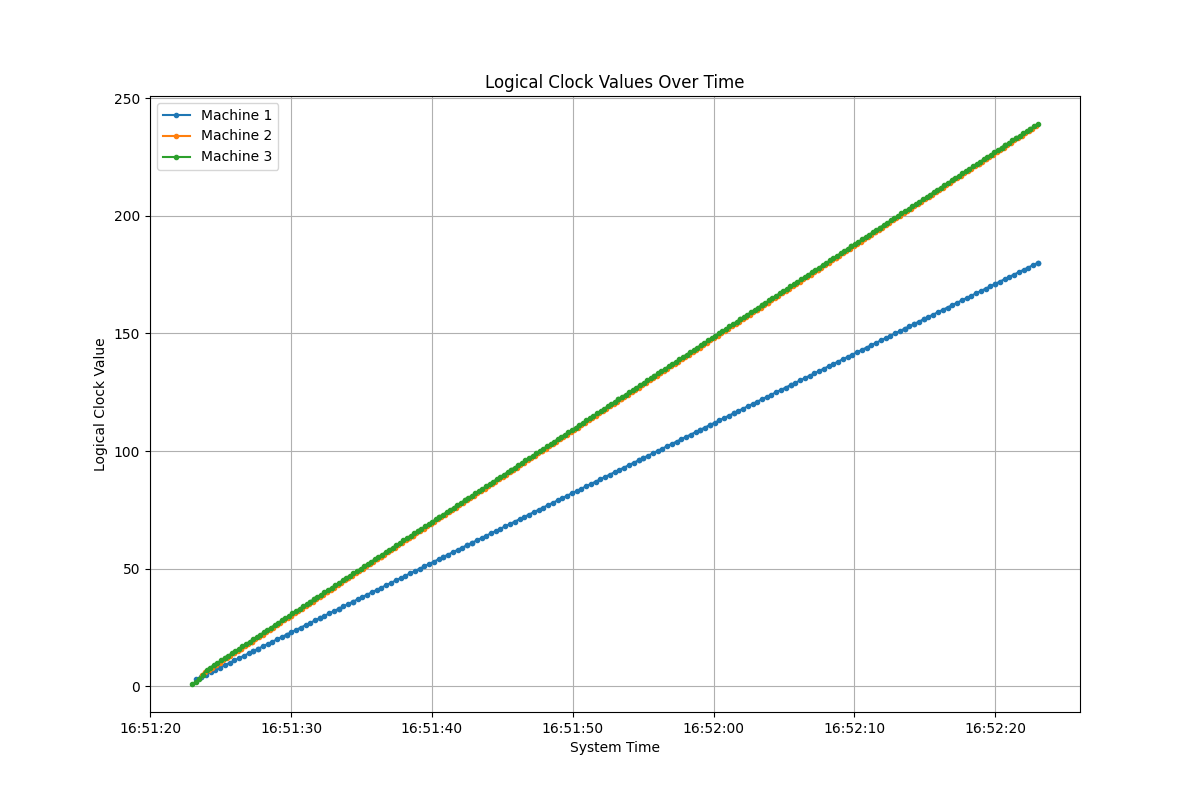 Logical Clock Values Over Time
Machine 1
Machine 2
Machine 3
250
200
150
100
50
0
Logical Clock Value
16:51:20 16:51:30 16:51:40 16:51:50 16:52:00 16:52:10 16:52:20
System Time